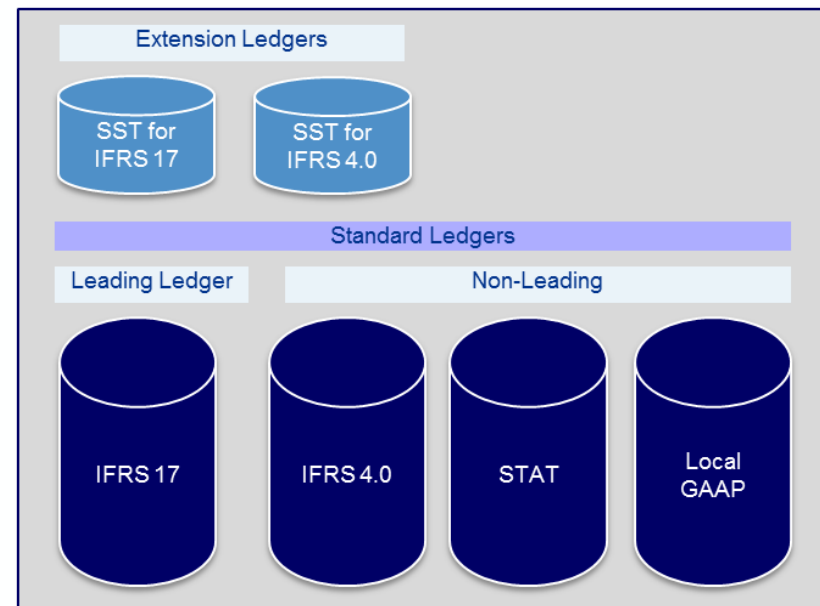 Extension Ledgers
SST for
IFRS 17
SST for
IFRS 4.0
Standard Ledgers
Leading Ledger
Non-Leading
IFRS 17
IFRS 4.0
STAT
Local
GAAP